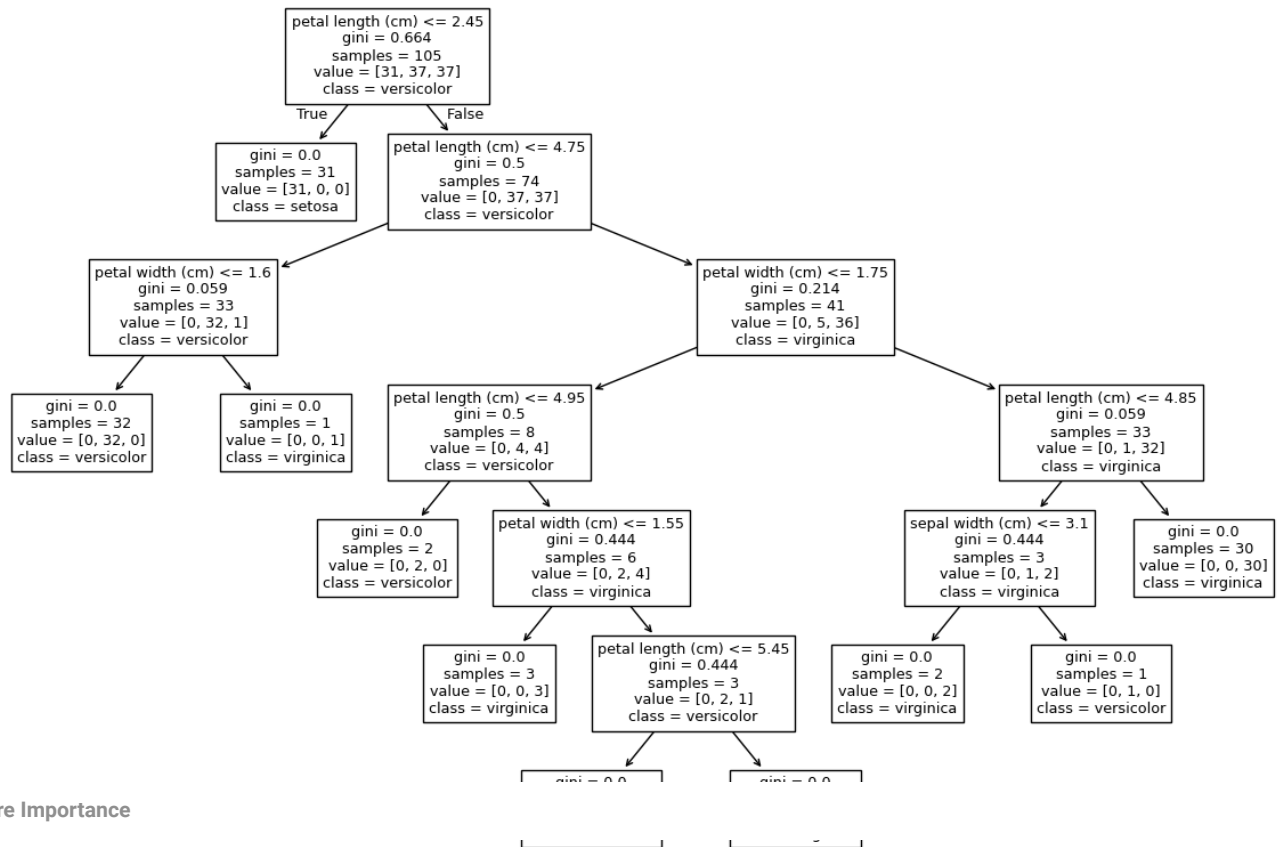 petal length (cm) <= 2.45
gini = 0.664
samples = 105
value = [31, 37, 37]
class = versicolor
True
False
gini = 0.0
samples = 31
value = [31, 0, 0]
class = setosa
petal length (cm) <= 4.75
gini = 0.5
samples = 74
value = [0, 37, 37]
class = versicolor
petal width (cm) <= 1.6
gini = 0.059
samples = 33
value = [0, 32, 1]
class = versicolor
petal width (cm) <= 1.75
gini = 0.214
samples = 41
value = [0, 5, 36]
class = virginica
gini = 0.0
samples = 32
value = [0, 32, 0]
class = versicolor
gini = 0.0
samples = 1
value = [0, 0, 1]
class = virginica
petal length (cm) <= 4.95
gini = 0.5
samples = 8
value = [0, 4, 4]
class = versicolor
petal length (cm) <= 4.85
gini = 0.059
samples = 33
value = [0, 1, 32]
class = virginica
gini = 0.0
samples = 2
value = [0, 2, 0]
class = versicolor
petal width (cm) <= 1.55
gini = 0.444
samples = 6
value = [0, 2, 4]
class = virginica
sepal width (cm) <= 3.1
gini = 0.444
samples = 3
value = [0, 1, 2]
class = virginica
gini = 0.0
samples = 30
value = [0, 0, 30]
class = virginica
gini = 0.0
samples = 3
value = [0, 0, 3]
class = virginica
petal length (cm) <= 5.45
gini = 0.444
samples = 3
value = [0, 2, 1]
class = versicolor
gini = 0.0
samples = 2
value = [0, 0, 2]
class = virginica
gini = 0.0
samples = 1
value = [0, 1, 0]
class = versicolor
gini = 0.0
gini = 0.0
re Importance